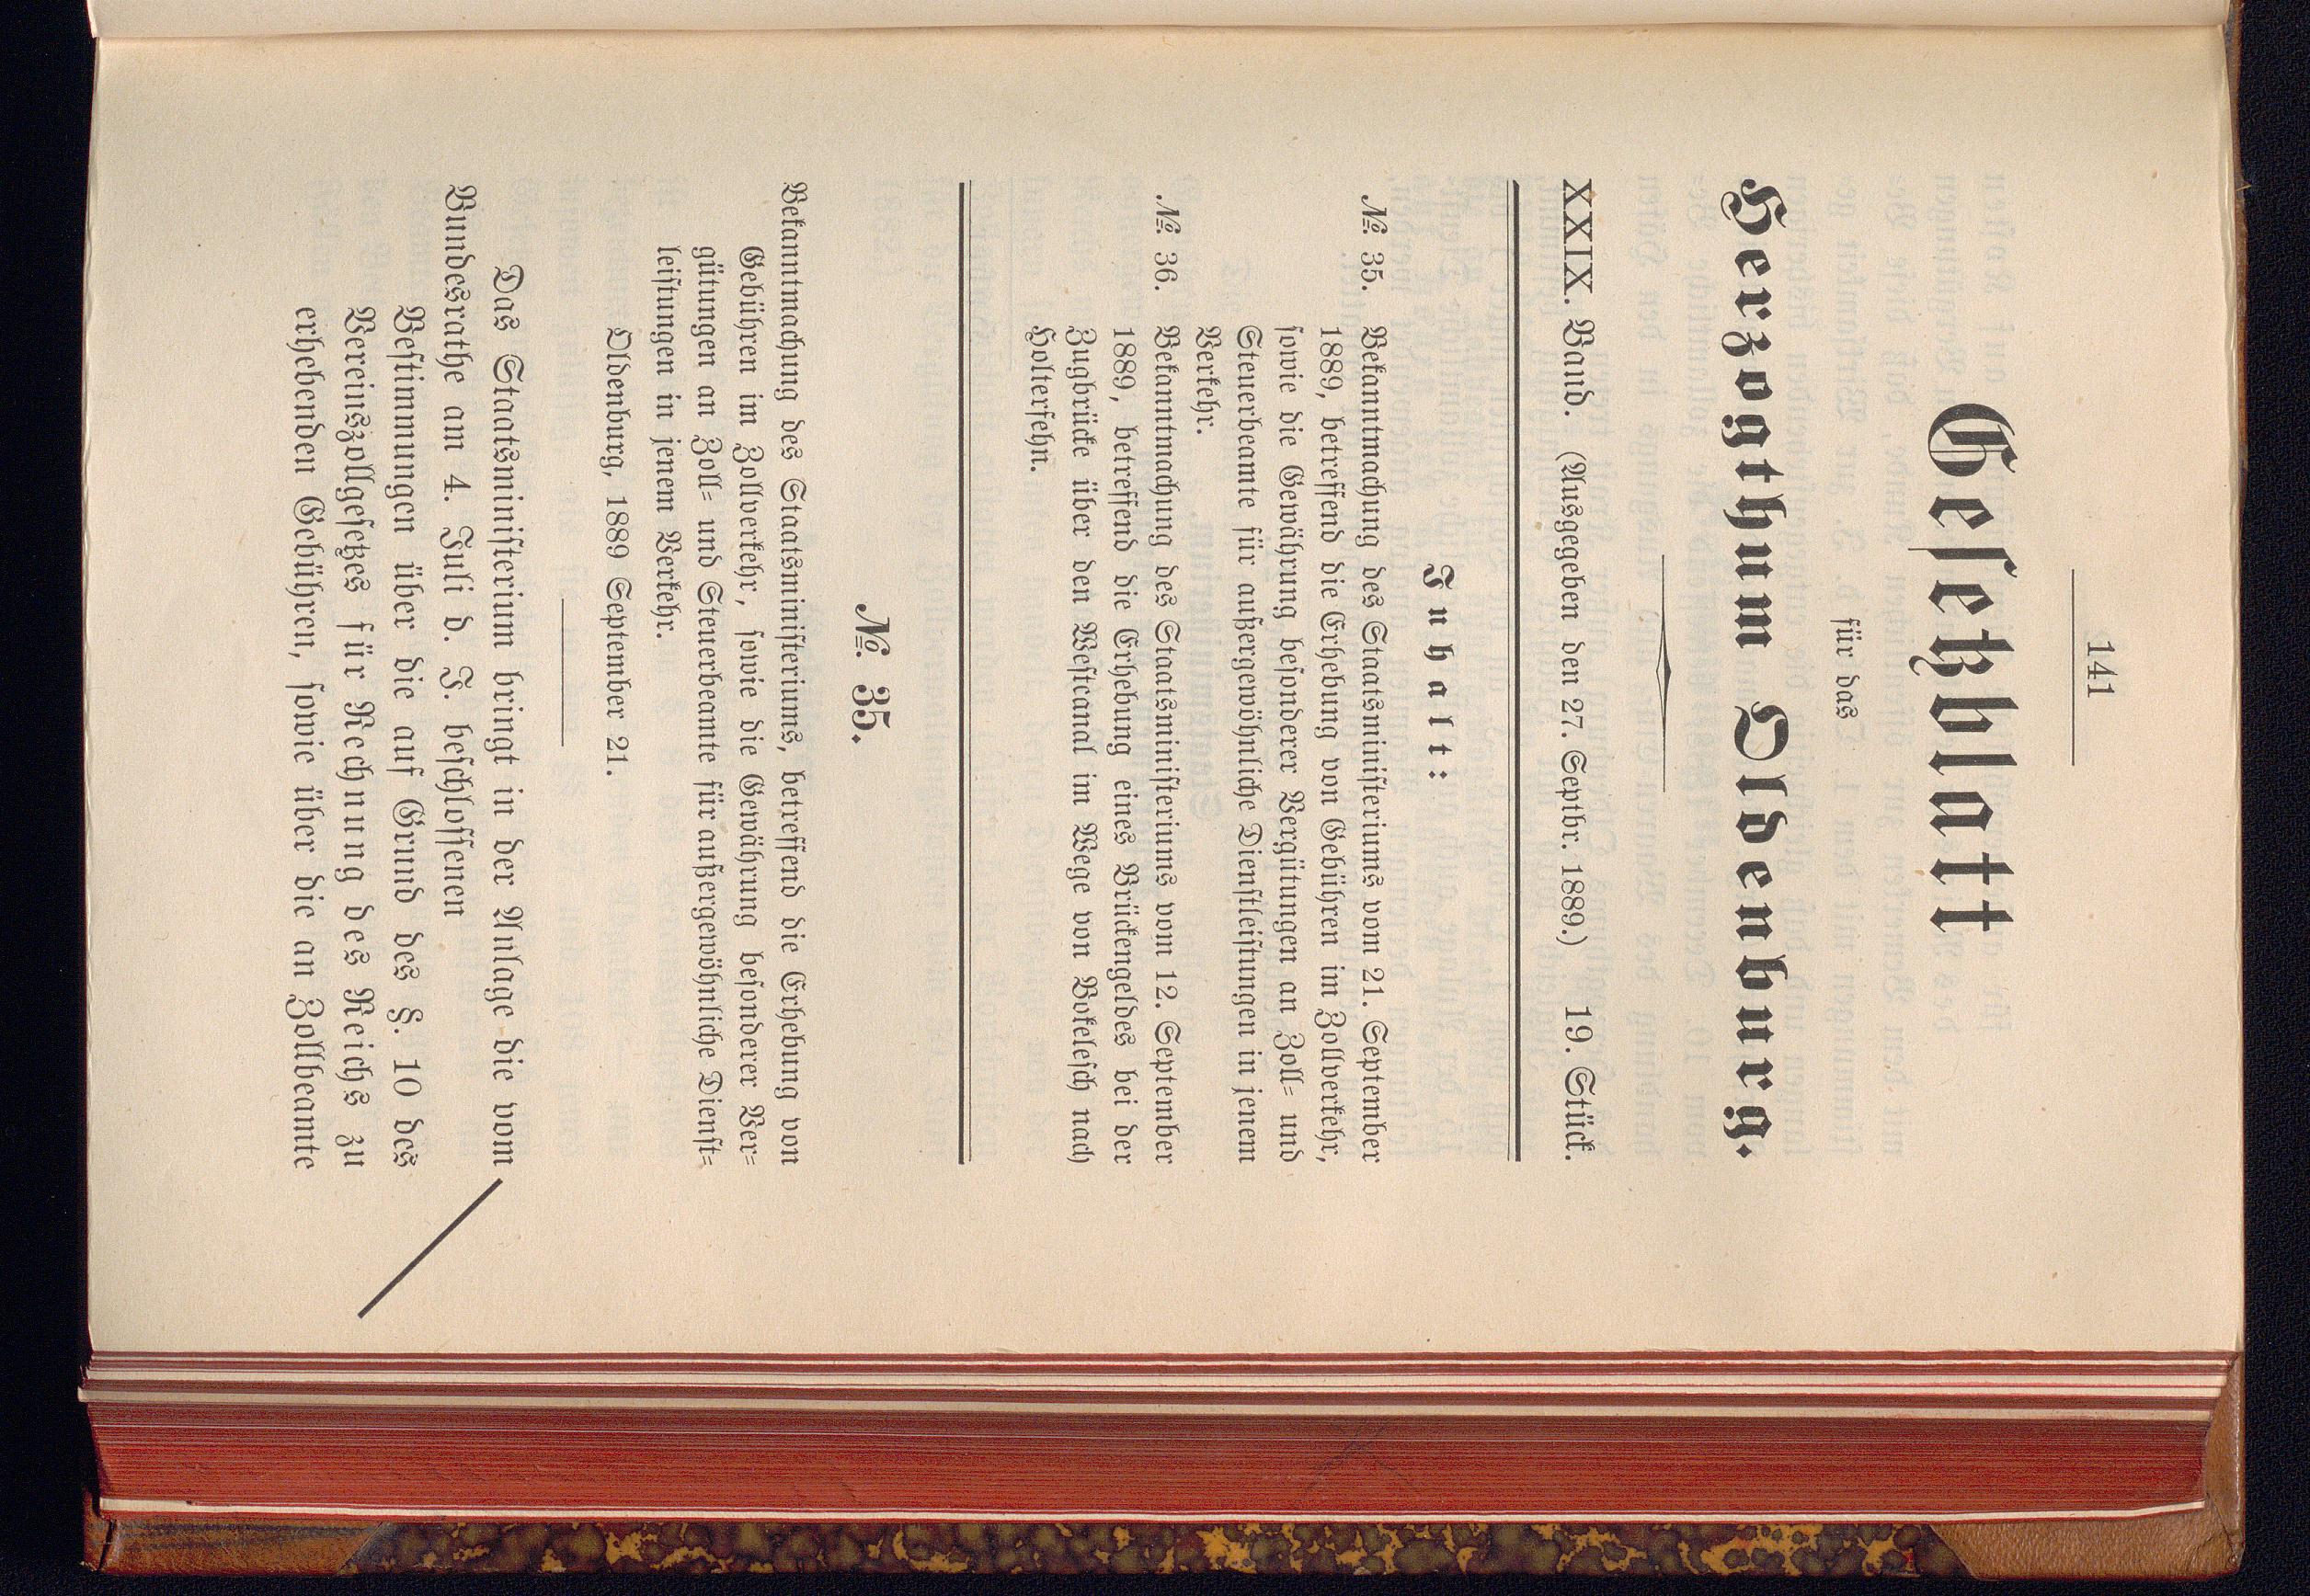 141
Gesetzblatt
für das
Herzogthum Oldenburg.
XXIX. Band. (Ausgegeben den 27. Septbr. 1889.) 19. Stück.
Inhalt:
№. 35. Bekanntmachung des Staatsministeriums vom 21. September
1889, betreffend die Erhebung von Gebühren im Zollverkehr,
sowie die Gewährung besonderer Vergütungen an Zoll- und
Steuerbeamte für außergewöhnliche Dienstleistungen in jenem
Verkehr.
№. 36. Bekanntmachung des Staatsministeriums vom 12. September
1889, betreffend die Erhebung eines Brückengeldes bei der
Zugbrücke über den Westcanal im Wege von Bokelesch nach
Holterfehn.
№. 35.
Bekanntmachung des Staatsministeriums, betreffend die Erhebung von
Gebühren im Zollverkehr, sowie die Gewährung besonderer Ver-
gütungen an Zoll- und Steuerbeamte für außergewöhnliche Dienst-
leistungen in jenem Verkehr.
Oldenburg, 1889 September 21.
Das Staatsministerium bringt in der Anlage die vom
Bundesrathe am 4. Juli d. J. beschlossenen
Bestimmungen über die auf Grund des §. 10 des
Vereinszollgesetzes für Rechnung des Reichs zu
erhebenden Gebühren, sowie über die an Zollbeamte